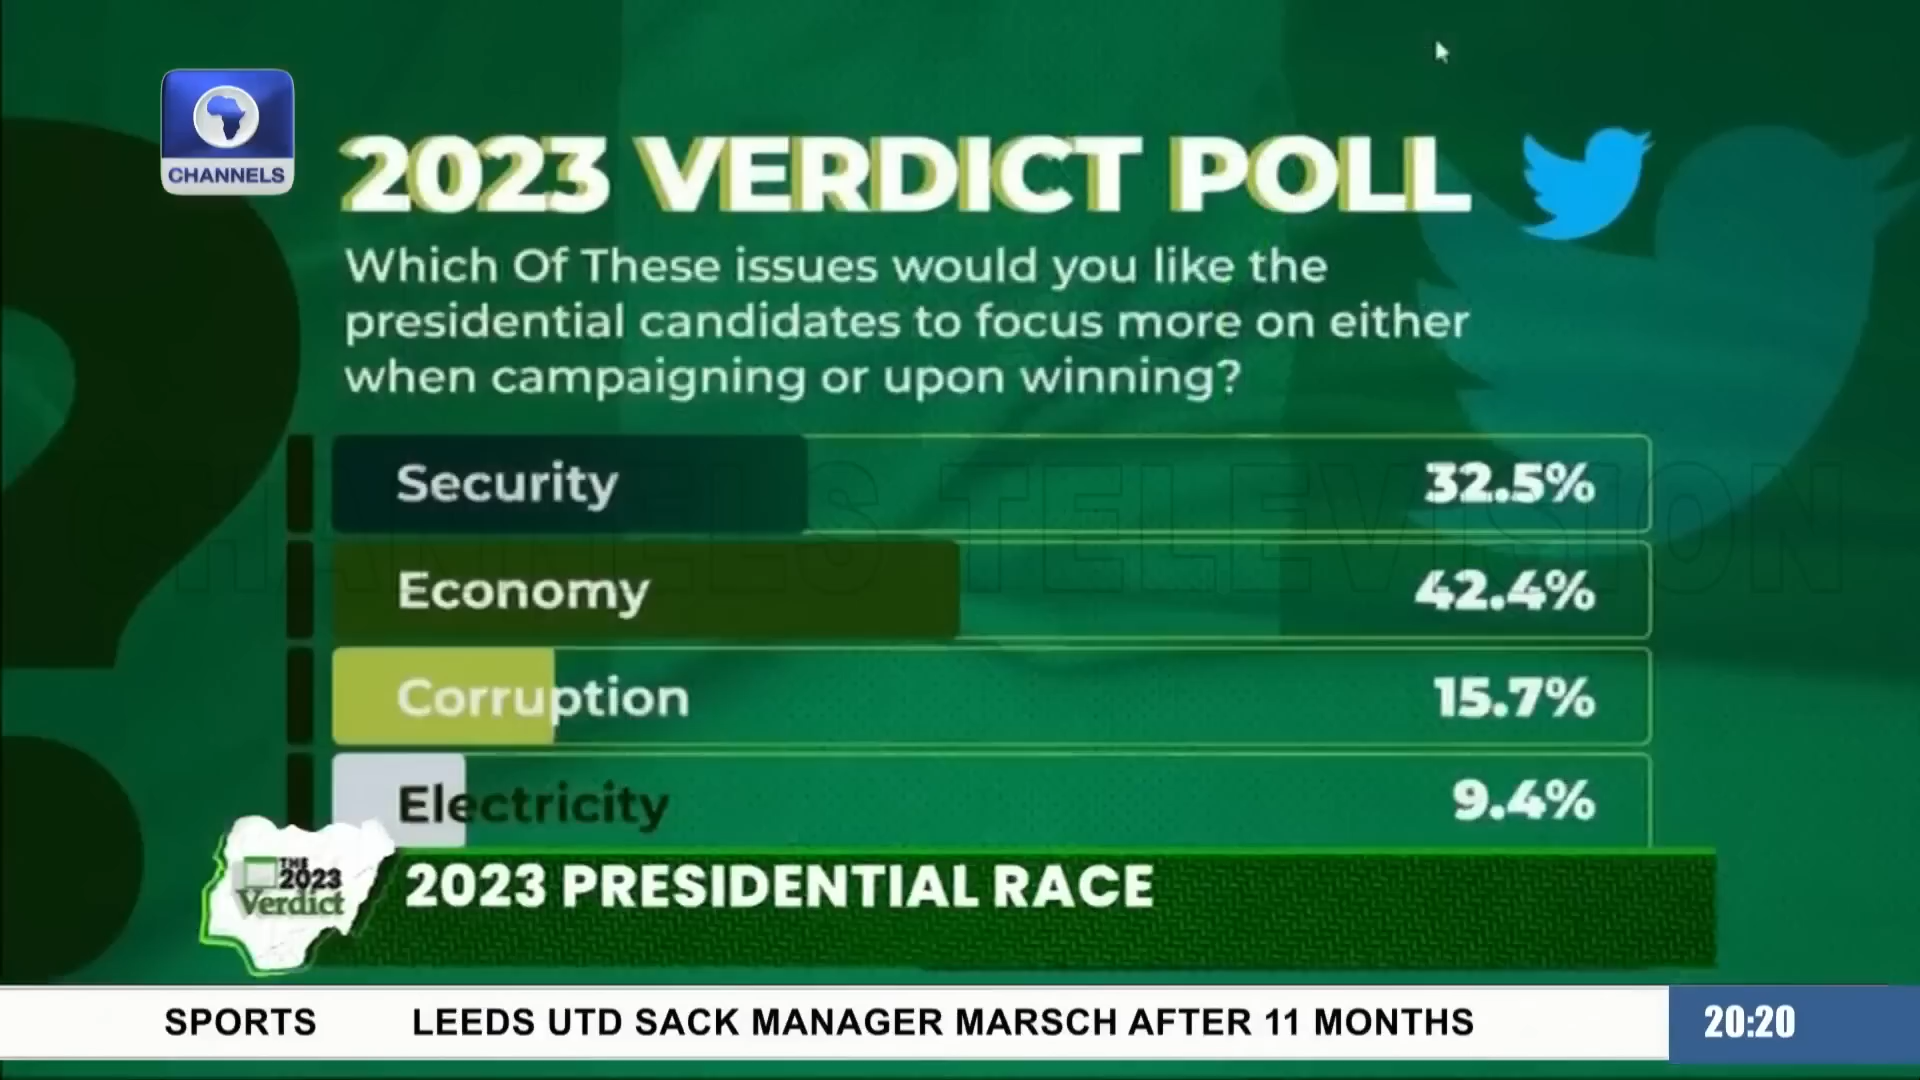 CHANNELS
2023 VERDICT POLL
Which Of These issues would you like the
presidential candidates to focus more on either
when campaigning or upon winning?
Security 32.5%
Economy 42.4%
Corruption 15.7%
Electricity 9.4%
CHANNELS TELEVISION
THE
2023
Verdict
2023 PRESIDENTIAL RACE
SPORTS LEEDS UTD SACK MANAGER MARSCH AFTER 11 MONTHS 20:20